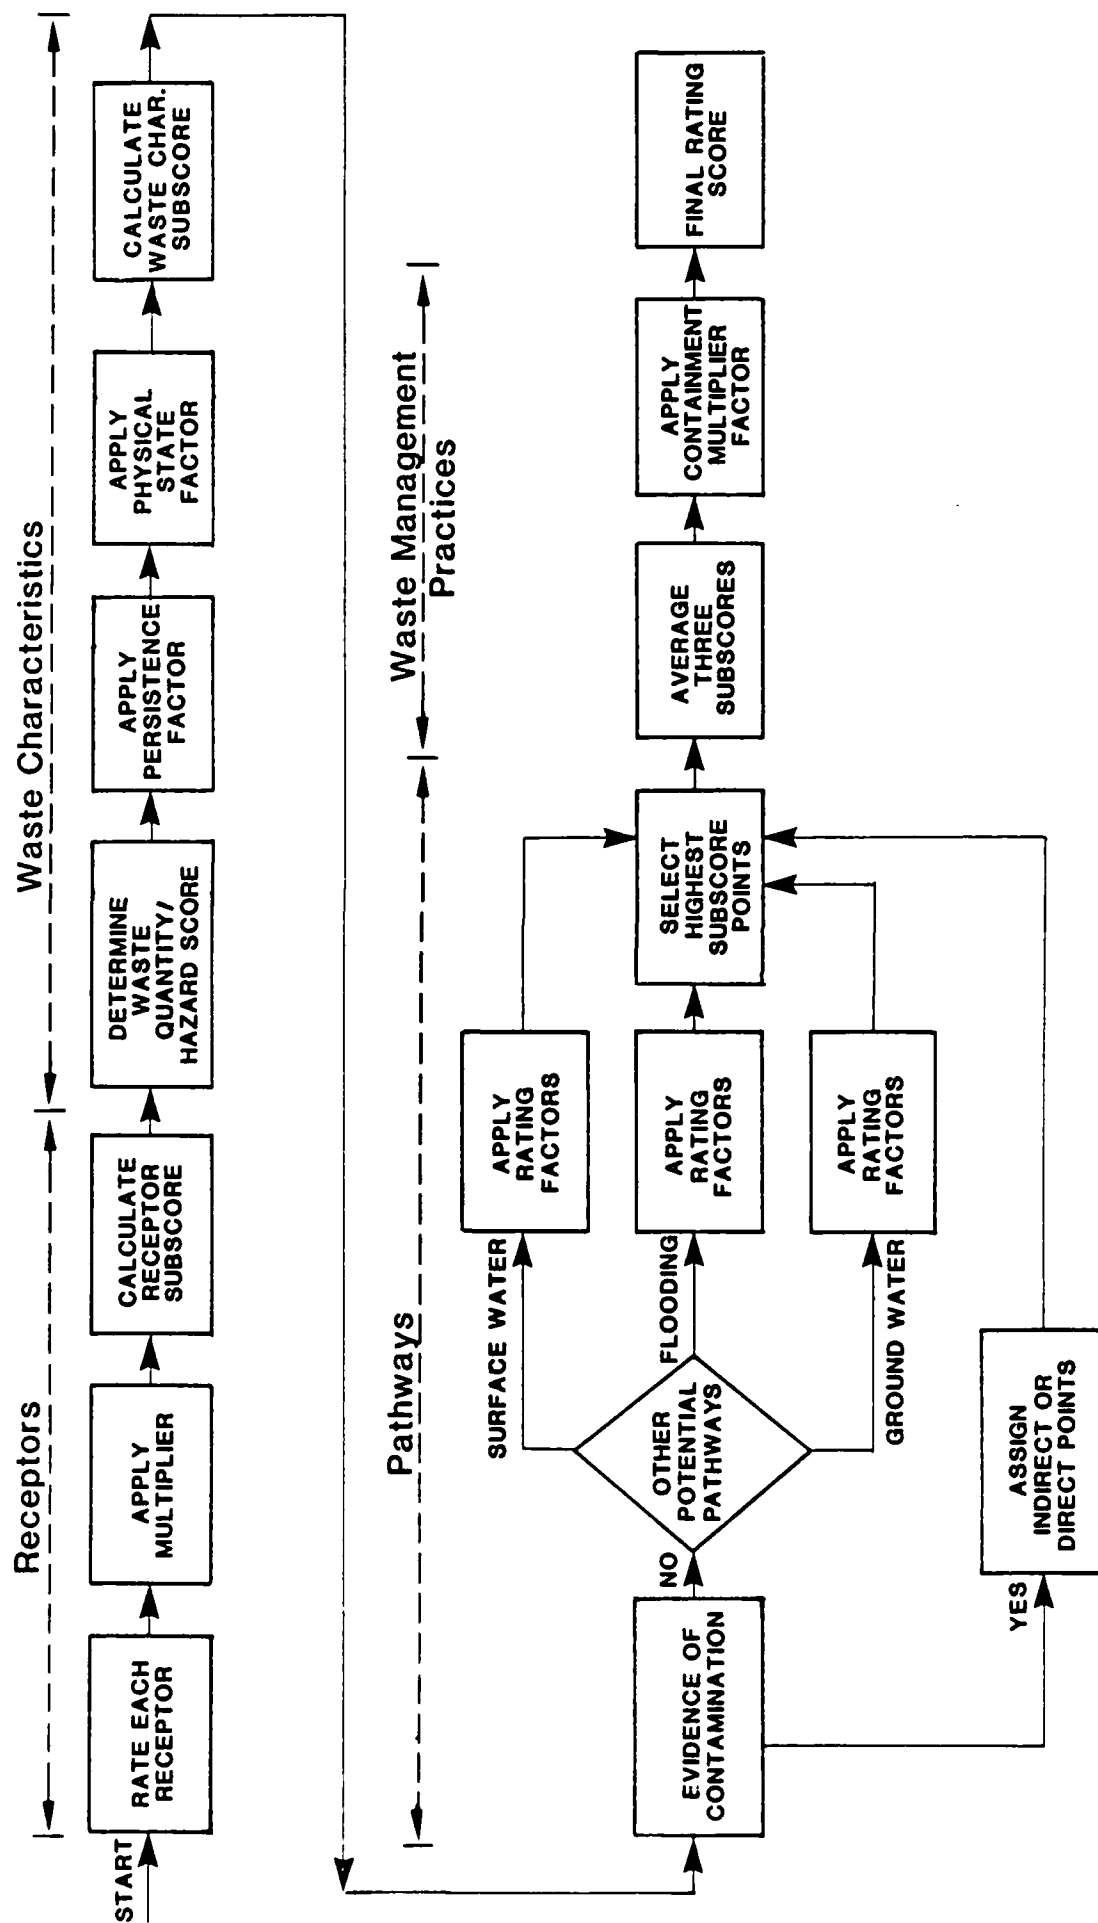 Receptors
Waste Characteristics
START
RATE EACH
RECEPTOR
APPLY
MULTIPLIER
CALCULATE
RECEPTOR
SUBSCORE
DETERMINE
WASTE
QUANTITY/
HAZARD SCORE
APPLY
PERSISTENCE
FACTOR
APPLY
PHYSICAL
STATE
FACTOR
CALCULATE
WASTE CHAR.
SUBSCORE
Pathways
Waste Management
Practices
EVIDENCE OF
CONTAMINATION
NO
YES
OTHER
POTENTIAL
PATHWAYS
SURFACE WATER
FLOODING
GROUND WATER
APPLY
RATING
FACTORS
APPLY
RATING
FACTORS
APPLY
RATING
FACTORS
ASSIGN
INDIRECT OR
DIRECT POINTS
SELECT
HIGHEST
SUBSCORE
POINTS
AVERAGE
THREE
SUBSCORES
APPLY
CONTAINMENT
MULTIPLIER
FACTOR
FINAL RATING
SCORE